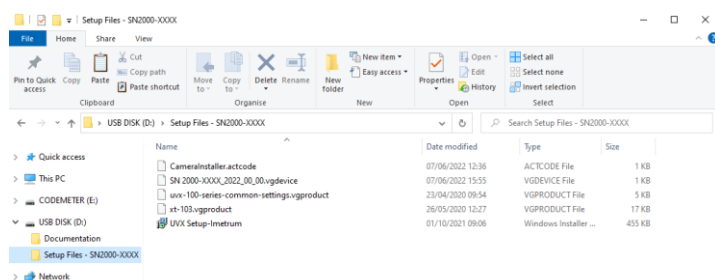 Setup Files - SN2000-XXXX
File Home Share View
Pin to Quick access
Copy
Paste
Cut
Copy path
Paste shortcut
Clipboard
Move to
Copy to
Delete
Rename
Organise
New folder
New item
Easy access
New
Properties
Open
Edit
History
Open
Select all
Select none
Invert selection
Select
USB DISK (D:) > Setup Files - SN2000-XXXX
Search Setup Files - SN2000-XXXX
Quick access
This PC
CODEMETER (E:)
USB DISK (D:)
Documentation
Setup Files - SN2000-XXXX
Network
Name Date modified Type Size
CameraInstaller.actcode 07/06/2022 12:36 ACTCODE File 1 KB
SN 2000-XXXX_2022_00_00.vgdevice 07/06/2022 15:55 VGDEVICE File 1 KB
uvx-100-series-common-settings.vgproduct 23/04/2020 09:54 VGPRODUCT File 5 KB
xt-103.vgproduct 26/05/2020 12:27 VGPRODUCT File 17 KB
UVX Setup-Imetrum 01/10/2021 09:06 Windows Installer ... 455 KB